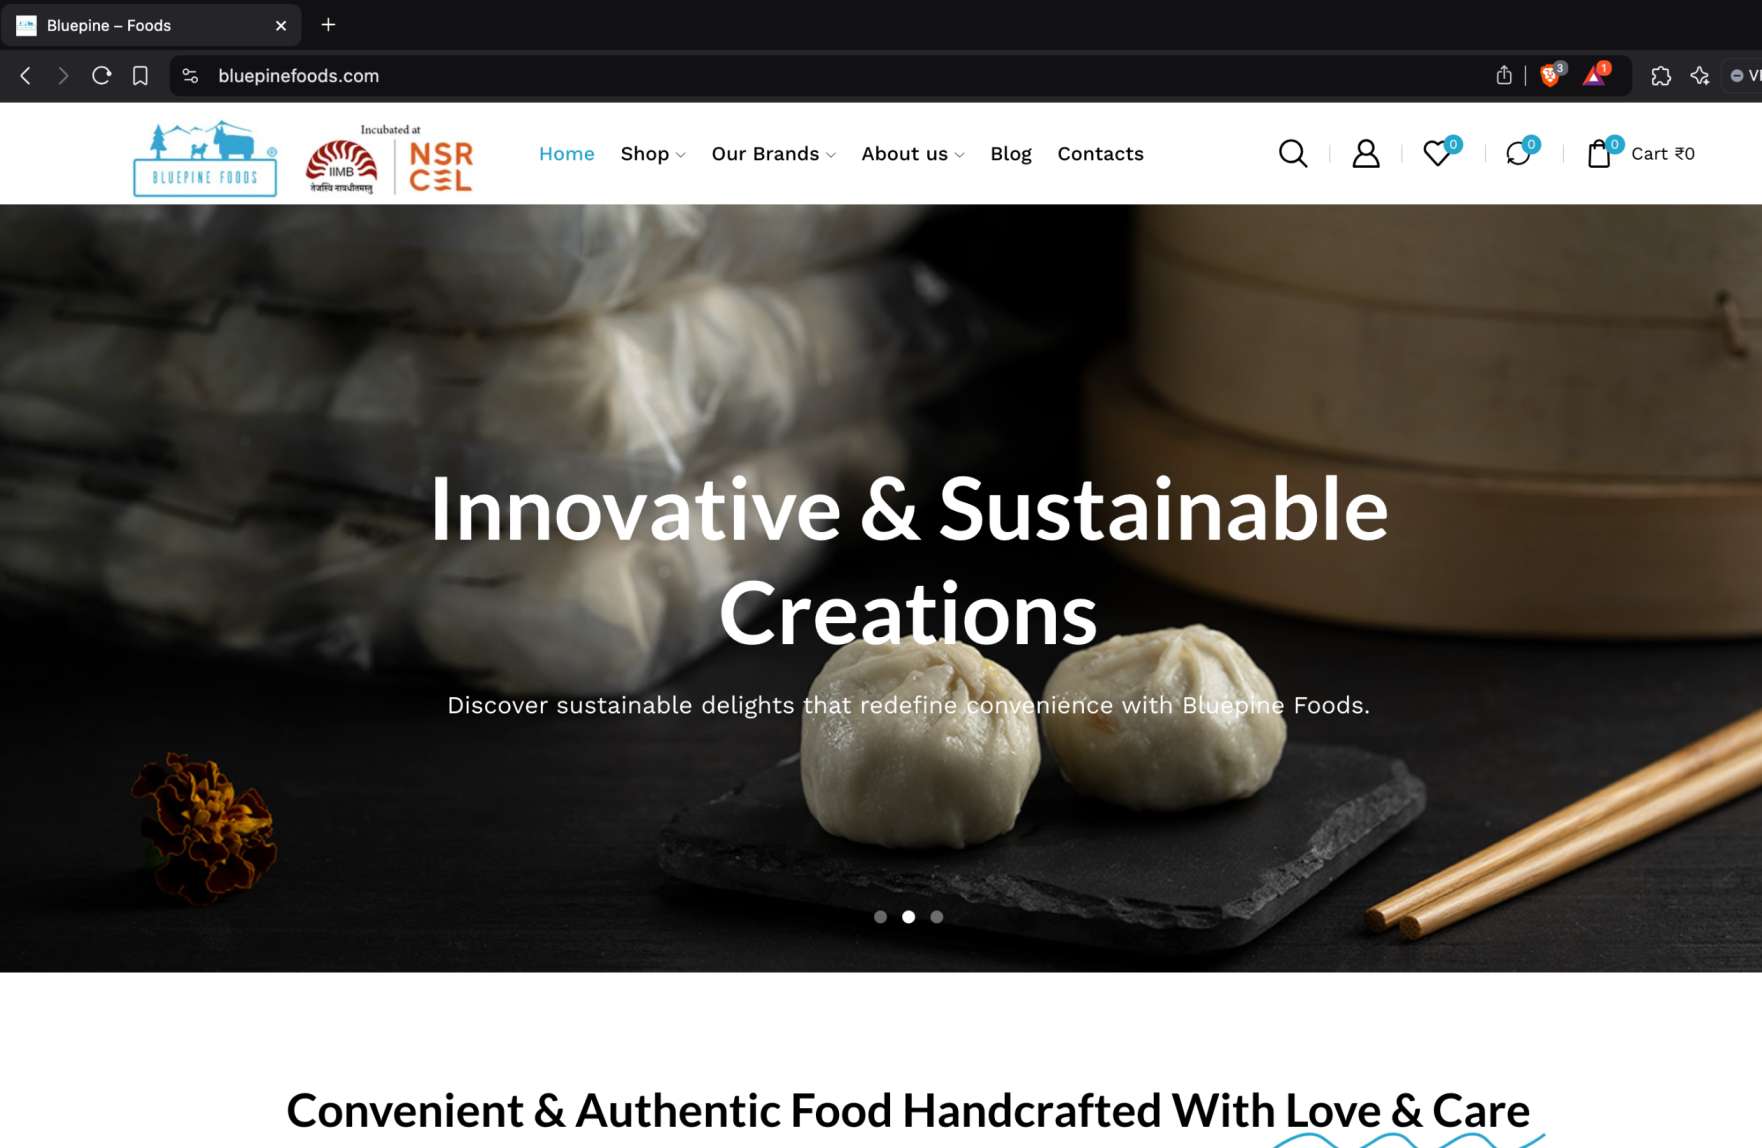 Bluepine – Foods
bluepinefoods.com
3
1
BLUEPINE FOODS
Incubated at
IIMB
तेजस्वि नावधीतमस्तु
NSR
CEL
Home
Shop
Our Brands
About us
Blog
Contacts
0
0
0
Cart ₹0
Innovative & Sustainable
Creations
Discover sustainable delights that redefine convenience with Bluepine Foods.
Convenient & Authentic Food Handcrafted With Love & Care